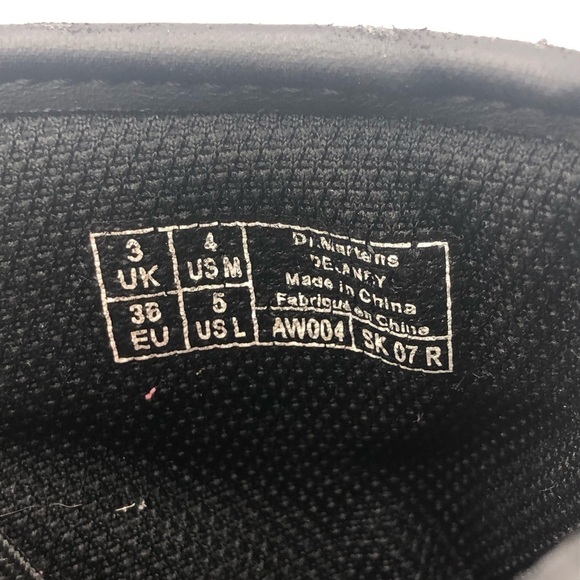 3 UK
4 US M
36 EU
5 US L
Dr.Martens
DELANEY
Made in China
Fabriqué en Chine
AW004
SK 07 R